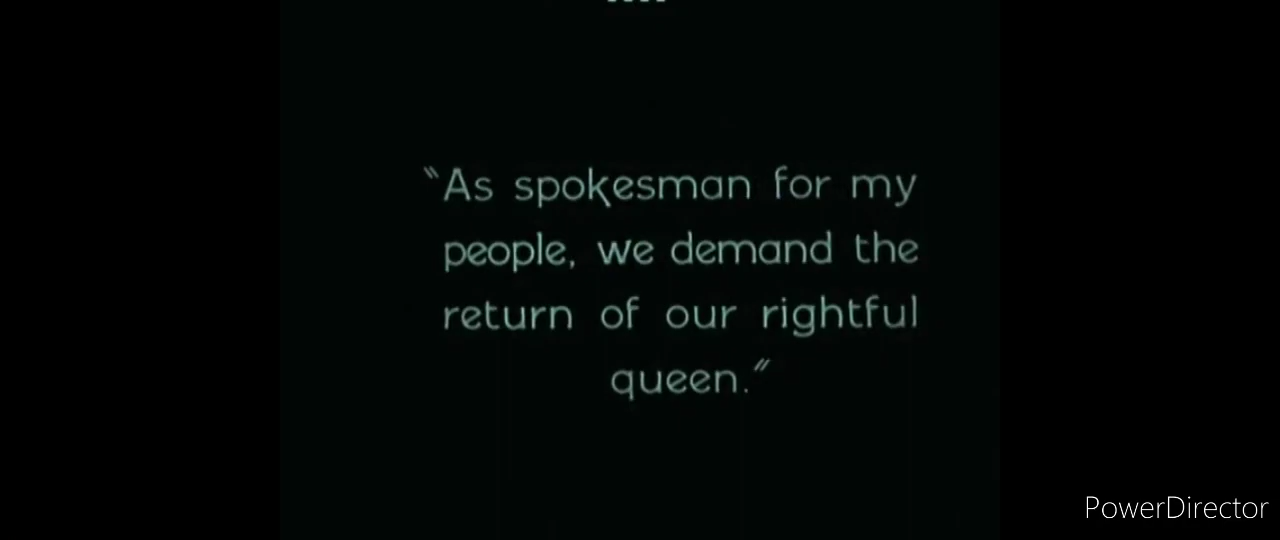 "As spokesman for my
people, we demand the
return of our rightful
queen."
PowerDirector